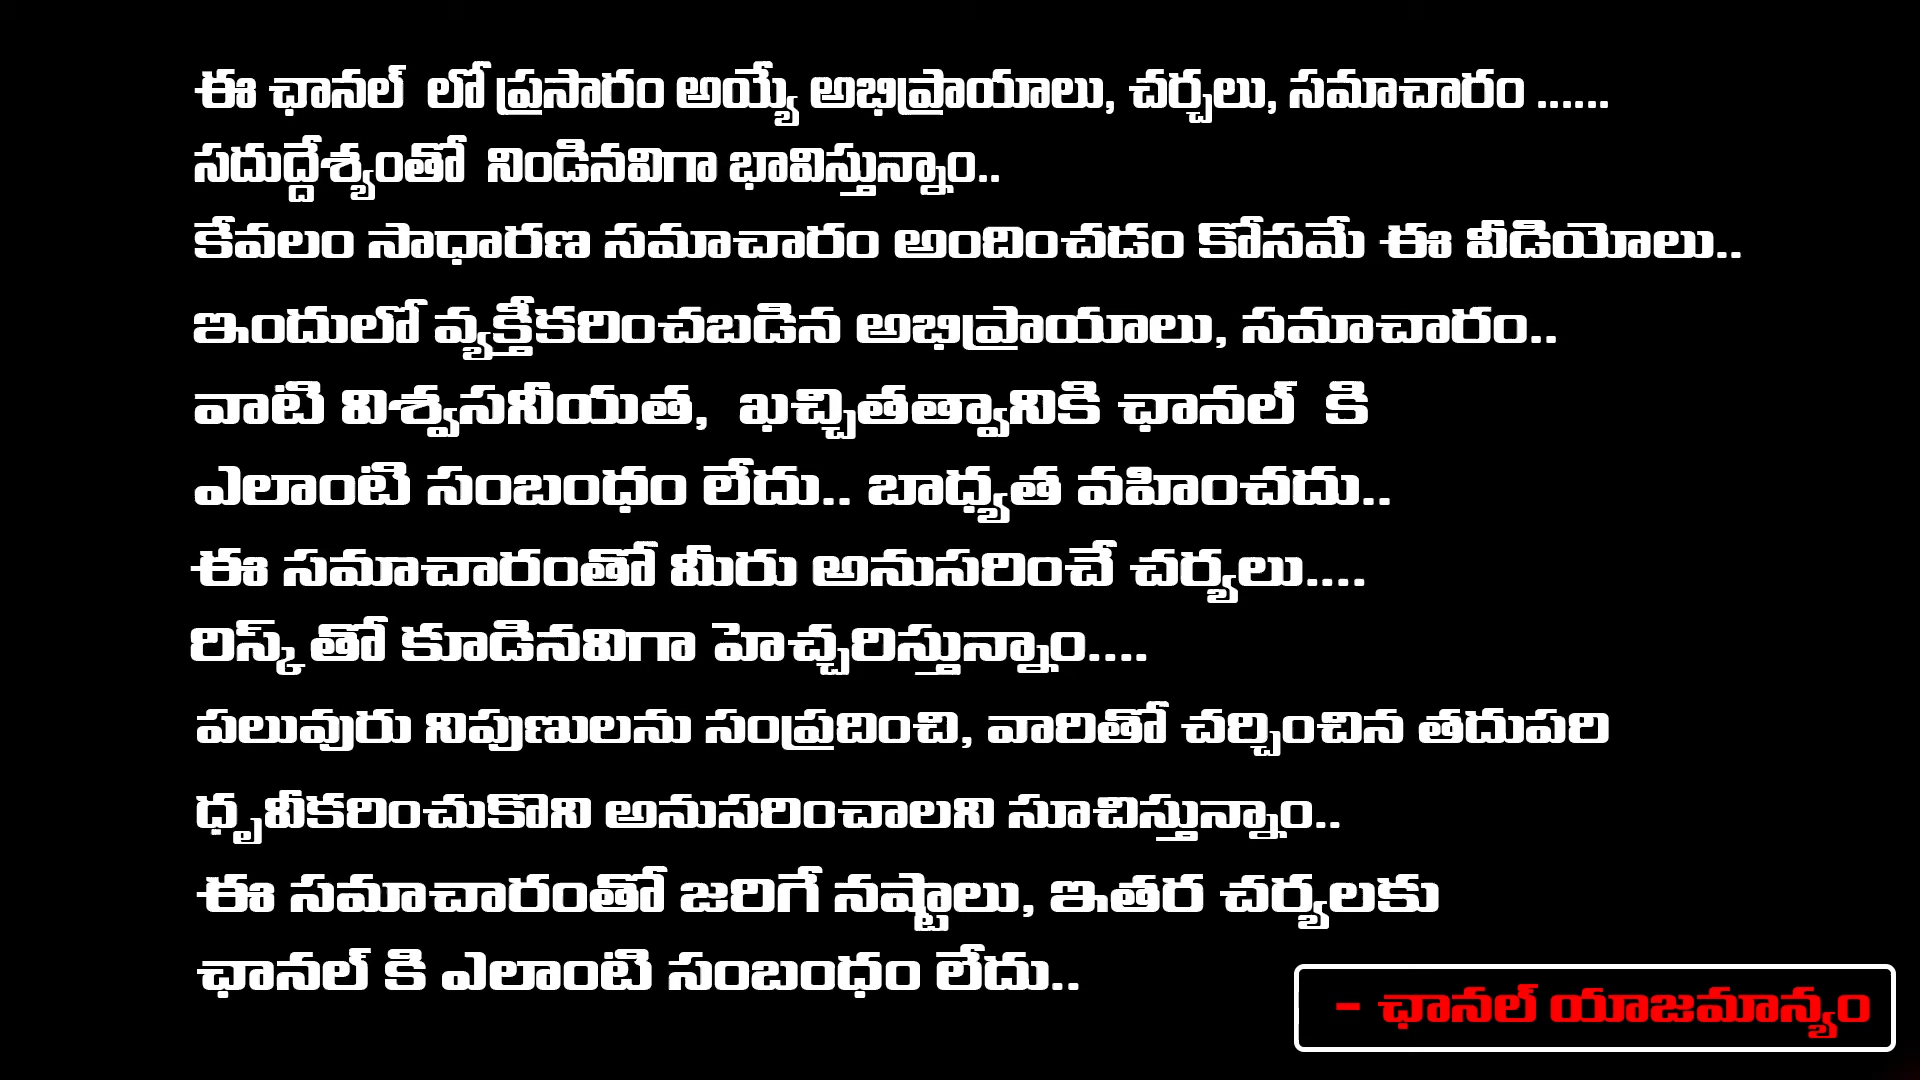 ఈ ఛానల్ లో ప్రసారం అయ్యే అభిప్రాయాలు, చర్చలు, సమాచారం ......
సదుద్దేశ్యంతో నిండినవిగా భావిస్తున్నాం..
కేవలం సాధారణ సమాచారం అందించడం కోసమే ఈ వీడియోలు..
ఇందులో వ్యక్తీకరించబడిన అభిప్రాయాలు, సమాచారం..
వాటి విశ్వసనీయత, ఖచ్చితత్వానికి ఛానల్ కి
ఎలాంటి సంబంధం లేదు.. బాధ్యత వహించదు..
ఈ సమాచారంతో మీరు అనుసరించే చర్యలు....
రిస్క్ తో కూడినవిగా హెచ్చరిస్తున్నాం....
పలువురు నిపుణులను సంప్రదించి, వారితో చర్చించిన తదుపరి
ధృవీకరించుకొని అనుసరించాలని సూచిస్తున్నాం..
ఈ సమాచారంతో జరిగే నష్టాలు, ఇతర చర్యలకు
ఛానల్ కి ఎలాంటి సంబంధం లేదు..
- ఛానల్ యాజమాన్యం